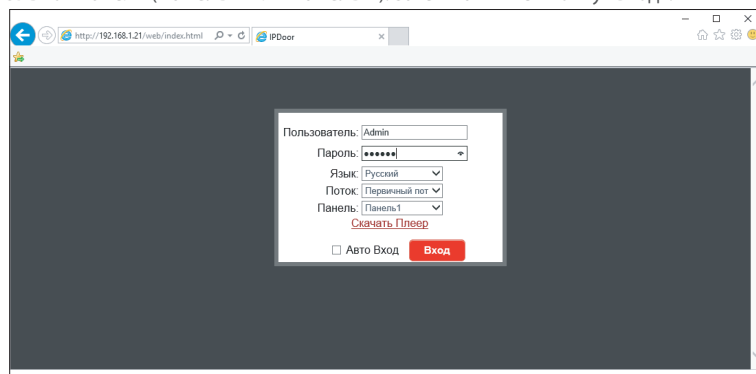 http://192.168.1.21/web/index.html
IPDoor
Пользователь: Admin
Пароль: ••••••
Язык: Русский
Поток: Первичный пот
Панель: Панель1
Скачать Плеер
Авто Вход Вход